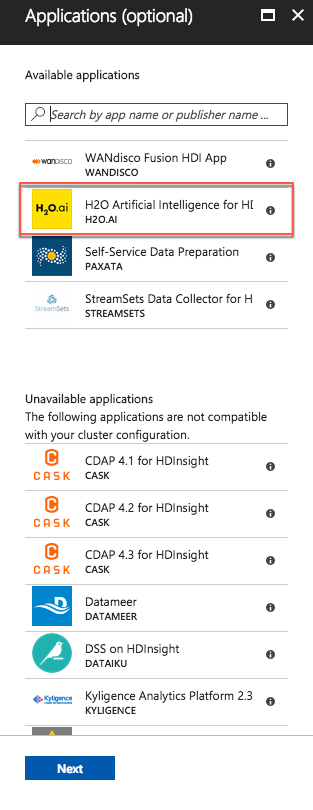 Applications (optional)
Available applications
Search by app name or publisher name ...
WANdisco
WANdisco Fusion HDI App
WANDISCO
H2O.ai
H2O Artificial Intelligence for HD
H2O.AI
Self-Service Data Preparation
PAXATA
StreamSets
StreamSets Data Collector for H
STREAMSETS
Unavailable applications
The following applications are not compatible
with your cluster configuration.
CASK
CDAP 4.1 for HDInsight
CASK
CASK
CDAP 4.2 for HDInsight
CASK
CASK
CDAP 4.3 for HDInsight
CASK
Datameer
DATAMEER
DSS on HDInsight
DATAIKU
Kyligence
Kyligence Analytics Platform 2.3
KYLIGENCE
Next